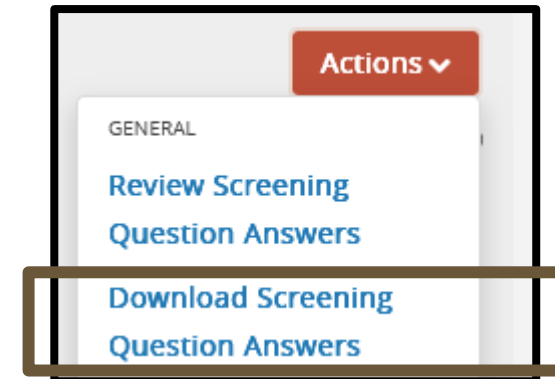 Actions
GENERAL
Review Screening
Question Answers
Download Screening
Question Answers